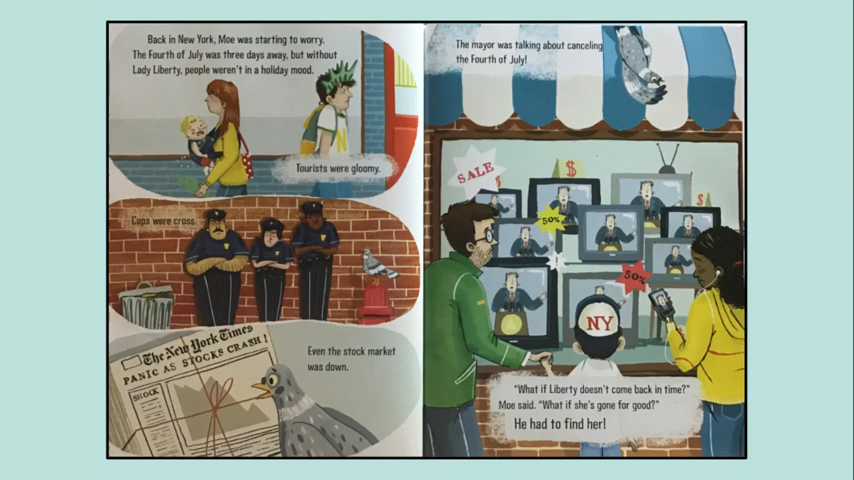 Back in New York, Moe was starting to worry.
The Fourth of July was three days away, but without
Lady Liberty, people weren't in a holiday mood.
N
Tourists were gloomy.
Cops were cross.
The New York Times
PANIC AS STOCKS CRASH!
SHOCK
Even the stock market
was down.
The mayor was talking about canceling
the Fourth of July!
SALE
$
$
50%
50%
NY
"What if Liberty doesn't come back in time?"
Moe said. "What if she's gone for good?"
He had to find her!